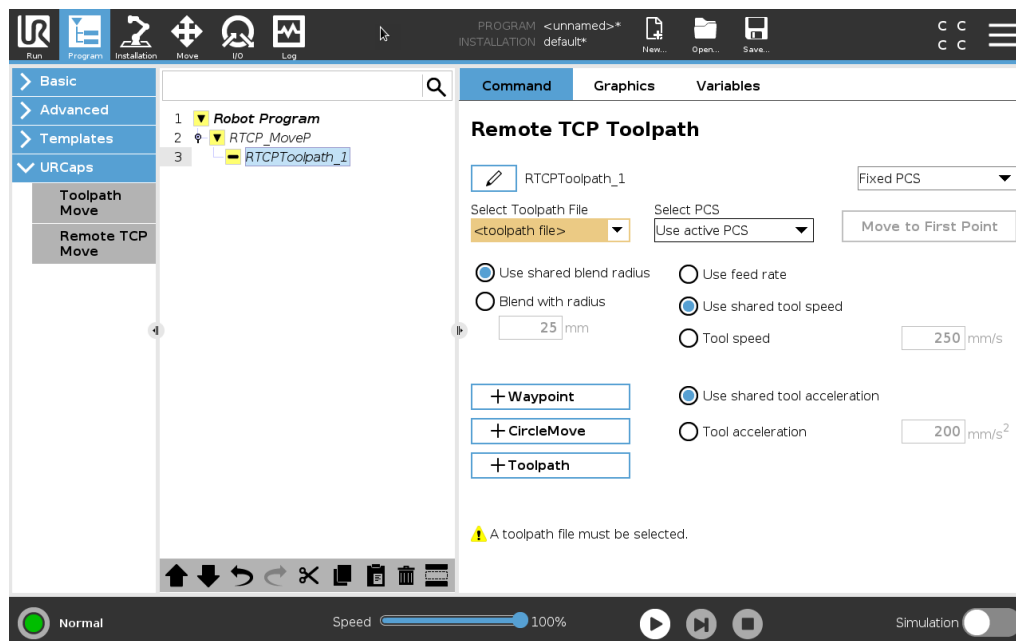 PROGRAM <unnamed>*
INSTALLATION default*
UR
Run
Program
Installation
Move
I/O
Log
New...
Open...
Save...
C C
C C
Basic
Advanced
Templates
URCaps
Toolpath
Move
Remote TCP
Move
1 Robot Program
2 RTCP_MoveP
3 RTCPToolpath_1
Command Graphics Variables
Remote TCP Toolpath
RTCPToolpath_1
Fixed PCS
Select Toolpath File
<toolpath file>
Select PCS
Use active PCS
Move to First Point
Use shared blend radius
Blend with radius
25 mm
Use feed rate
Use shared tool speed
Tool speed 250 mm/s
+ Waypoint
+ CircleMove
+ Toolpath
Use shared tool acceleration
Tool acceleration 200 mm/s²
A toolpath file must be selected.
Normal
Speed 100%
Simulation